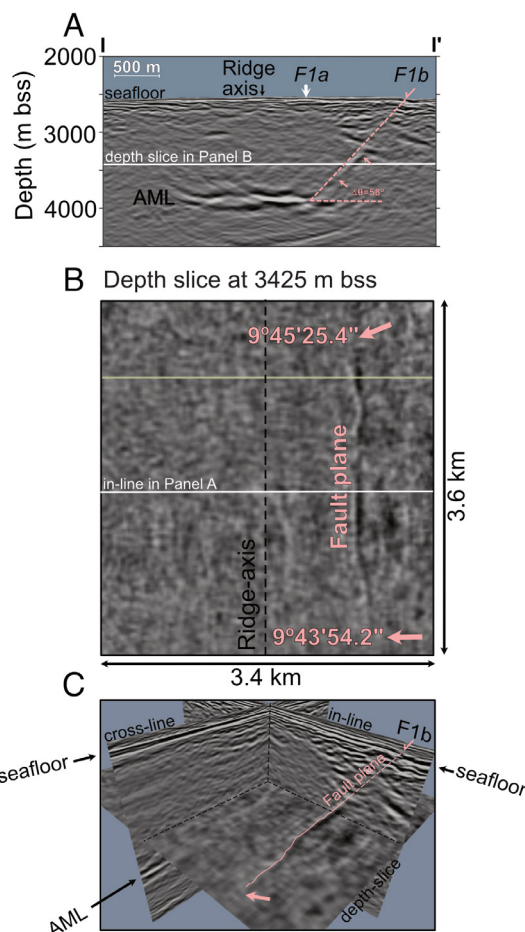 A
I
I'
2000
3000
4000
Depth (m bss)
500 m
Ridge
axis↓
F1a
F1b
seafloor
depth slice in Panel B
Δθ=56°
AML
B Depth slice at 3425 m bss
9°45'25.4"
in-line in Panel A
Fault plane
Ridge-axis
9°43'54.2"
3.6 km
3.4 km
C
cross-line
in-line
F1b
seafloor
seafloor
Fault plane
depth-slice
AML